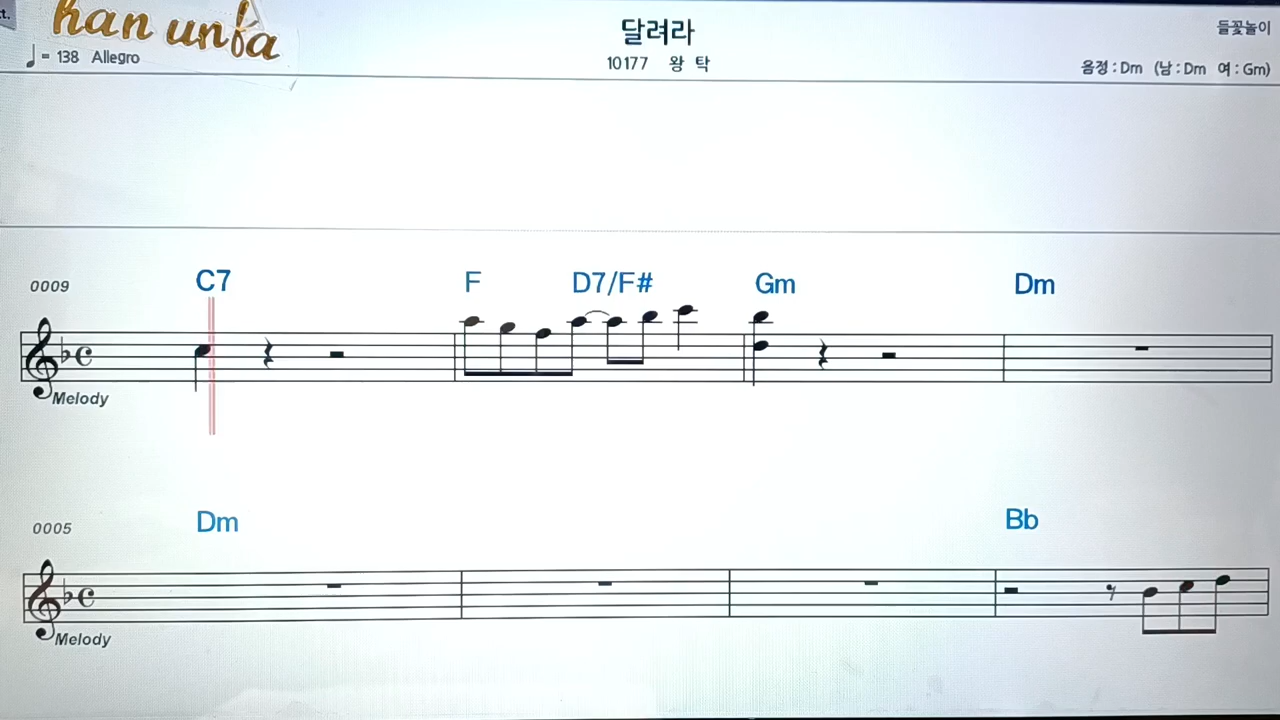 t.
han unfa
달려라
들꽃놀이
♩= 138 Allegro
10177 왕 탁
음정 : Dm (남 : Dm 여 : Gm)
0009
C7 F D7/F# Gm Dm
Melody
0005
Dm Bb
Melody